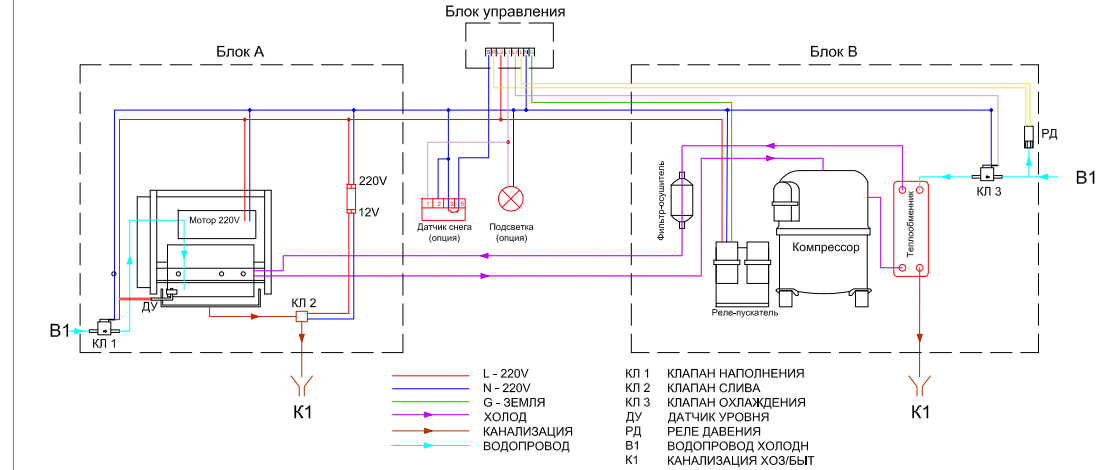 Блок управления
Блок А
Блок В
РД
В1
КЛ 3
220V
12V
Мотор 220V
1 2 3 5
Датчик снега
(опция)
Подсветка
(опция)
Фильтр-осушитель
Компрессор
Теплообменник
Реле-пускатель
ДУ
КЛ 2
В1
КЛ 1
К1
К1
L - 220V
N - 220V
G - ЗЕМЛЯ
ХОЛОД
КАНАЛИЗАЦИЯ
ВОДОПРОВОД
КЛ 1 КЛАПАН НАПОЛНЕНИЯ
КЛ 2 КЛАПАН СЛИВА
КЛ 3 КЛАПАН ОХЛАЖДЕНИЯ
ДУ ДАТЧИК УРОВНЯ
РД РЕЛЕ ДАВЕНИЯ
В1 ВОДОПРОВОД ХОЛОДН
К1 КАНАЛИЗАЦИЯ ХОЗ/БЫТ